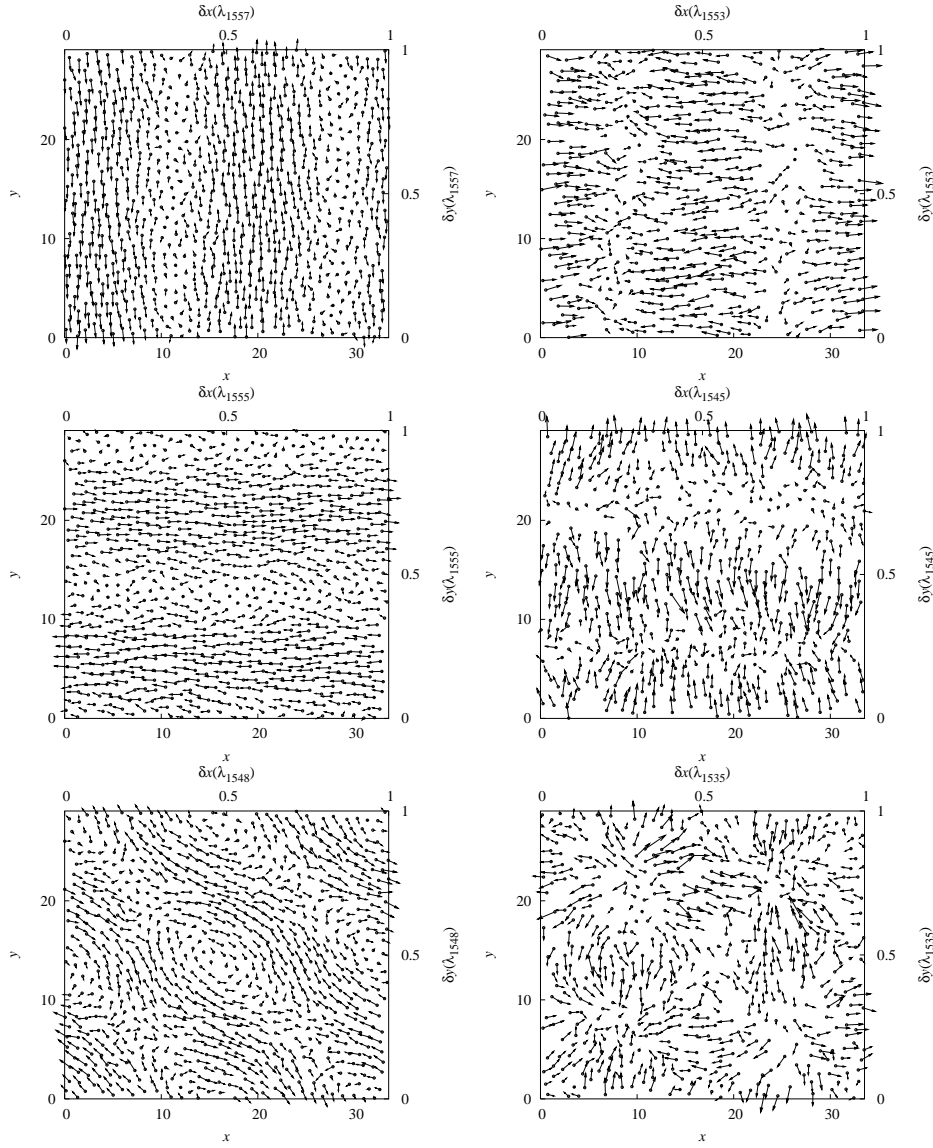 δx(λ1557) δx(λ1553)
0 0.5 1 0 0.5 1
20 20
10 10
0 0 0 0
0 10 20 30 0 10 20 30
x x
y δy(λ1557) y δy(λ1553)
1 0.5 1 0.5
δx(λ1555) δx(λ1545)
0 0.5 1 0 0.5 1
20 20
10 10
0 0 0 0
0 10 20 30 0 10 20 30
x x
y δy(λ1555) y δy(λ1545)
1 0.5 1 0.5
δx(λ1548) δx(λ1535)
0 0.5 1 0 0.5 1
20 20
10 10
0 0 0 0
0 10 20 30 0 10 20 30
x x
y δy(λ1548) y δy(λ1535)
1 0.5 1 0.5